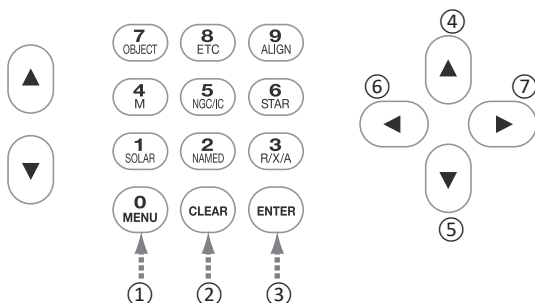 ④
7 8 9
OBJECT ETC ALIGN
⑥ ⑦
4 5 6
M NGC/IC STAR
1 2 3
SOLAR NAMED R/X/A
0
MENU CLEAR ENTER
⑤
① ② ③